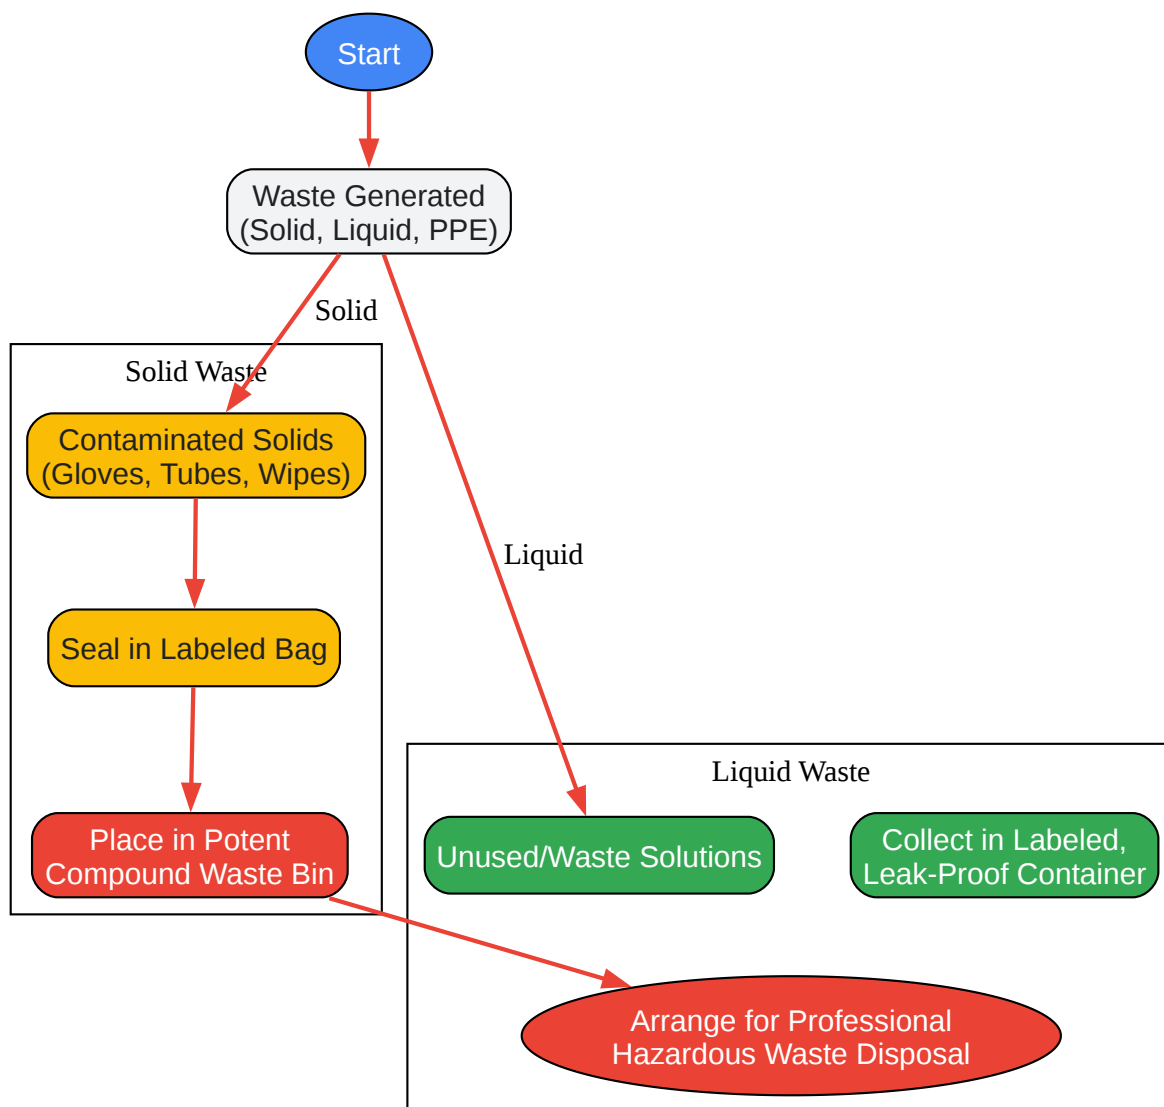 Start
Waste Generated
(Solid, Liquid, PPE)
Solid
Solid Waste
Contaminated Solids
(Gloves, Tubes, Wipes)
Liquid
Seal in Labeled Bag
Liquid Waste
Place in Potent
Compound Waste Bin
Unused/Waste Solutions
Collect in Labeled,
Leak-Proof Container
Arrange for Professional
Hazardous Waste Disposal